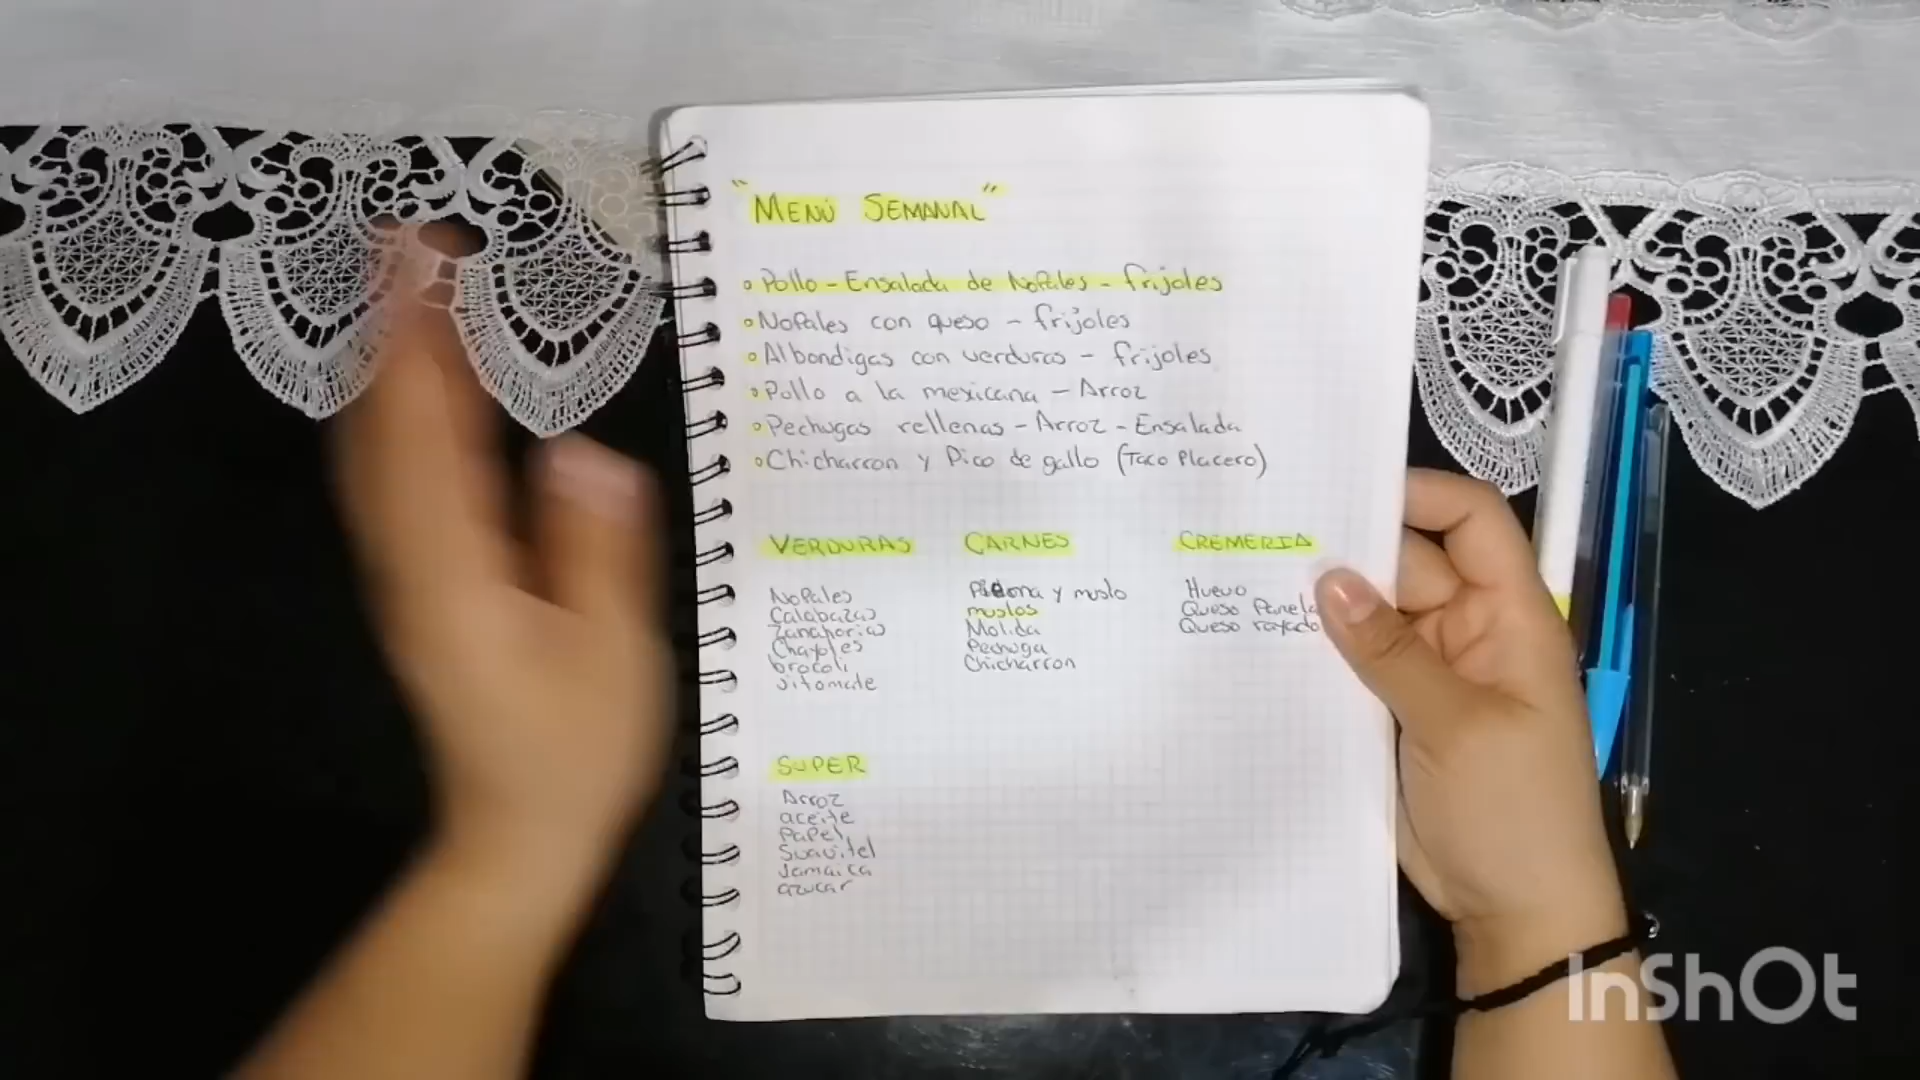 "MENÚ SEMANAL"
Pollo - Ensalada de Nopales - frijoles
Nopales con queso - frijoles
Albondigas con verduras - frijoles
Pollo a la mexicana - Arroz
Pechugas rellenas - Arroz - Ensalada
Chicharron y Pico de gallo (Taco Placero)
VERDURAS
Nopales
Calabazas
Zanahorias
Chayotes
brocoli
Jitomate
CARNES
Pierna y muslo
muslos
Molida
Pechuga
Chicharron
CREMERIA
Huevo
Queso Panela
Queso rayado
SUPER
Arroz
aceite
Papel
Suavitel
Jamaica
azucar
InShOt